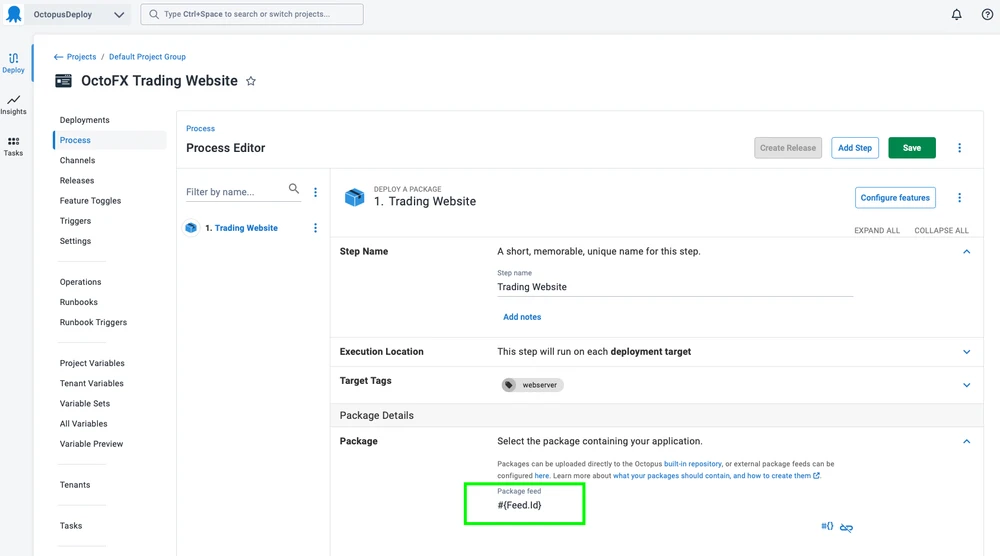 OctopusDeploy
Type Ctrl+Space to search or switch projects...
Deploy
Insights
Tasks
← Projects / Default Project Group
OctoFX Trading Website
Deployments
Process
Channels
Releases
Feature Toggles
Triggers
Settings
Operations
Runbooks
Runbook Triggers
Project Variables
Tenant Variables
Variable Sets
All Variables
Variable Preview
Tenants
Tasks
Process
Process Editor
Create Release
Add Step
Save
Filter by name...
1. Trading Website
DEPLOY A PACKAGE
1. Trading Website
Configure features
EXPAND ALL
COLLAPSE ALL
Step Name
A short, memorable, unique name for this step.
Step name
Trading Website
Add notes
Execution Location
This step will run on each deployment target
Target Tags
webserver
Package Details
Package
Select the package containing your application.
Packages can be uploaded directly to the Octopus built-in repository, or external package feeds can be
configured here. Learn more about what your packages should contain, and how to create them.
Package feed
#{Feed.Id}
#{}